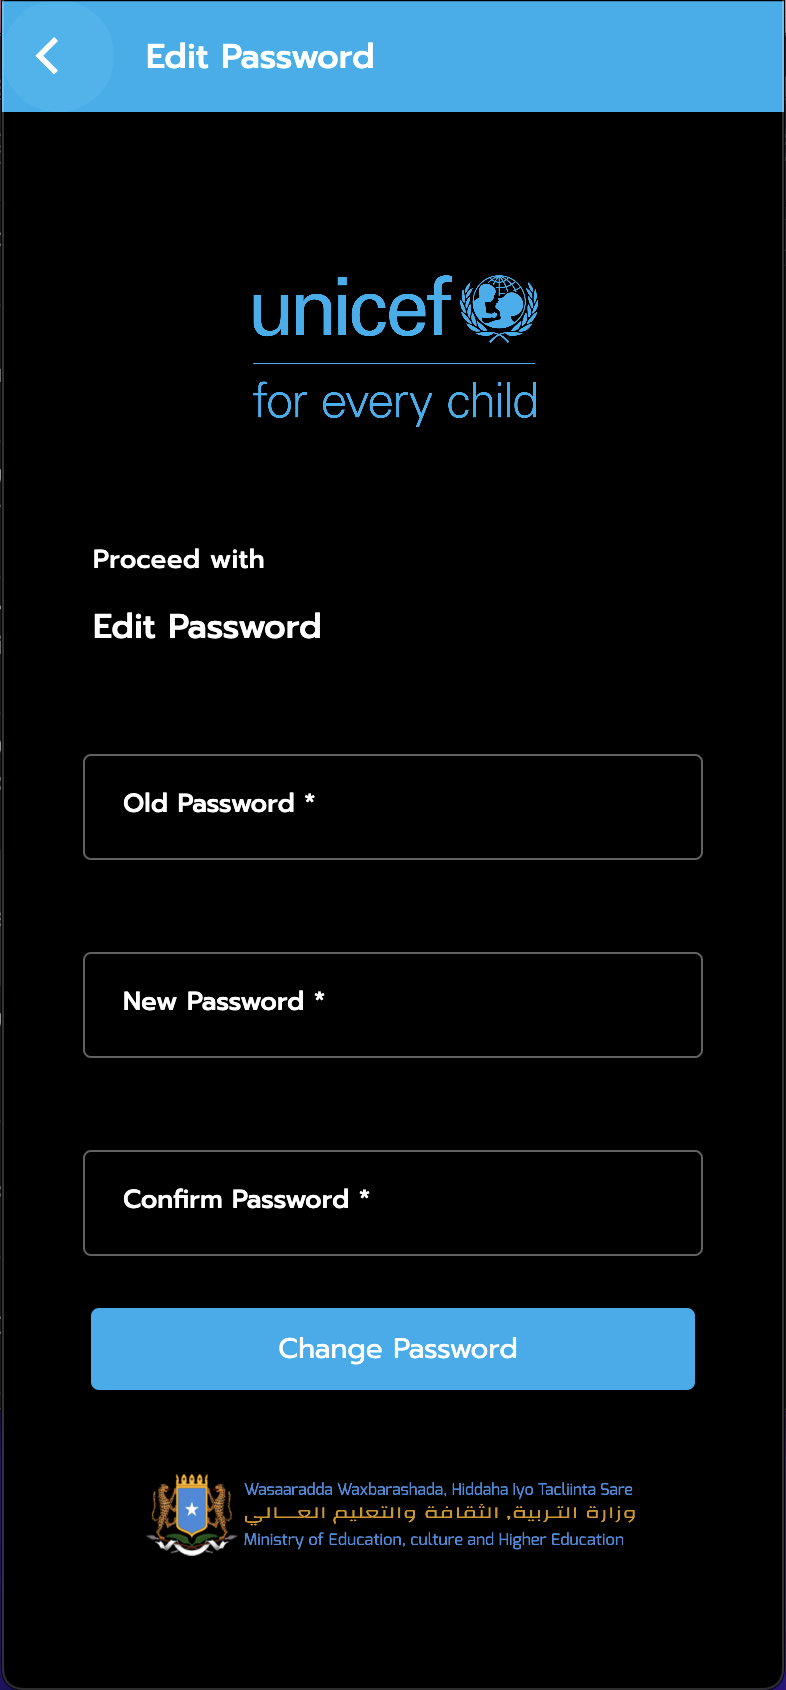 Edit Password
unicef
for every child
Proceed with
Edit Password
Old Password *
New Password *
Confirm Password *
Change Password
Wasaaradda Waxbarashada, Hiddaha Iyo Tacliinta Sare
وزارة التربية, الثقافة والتعليم العالي
Ministry of Education, culture and Higher Education